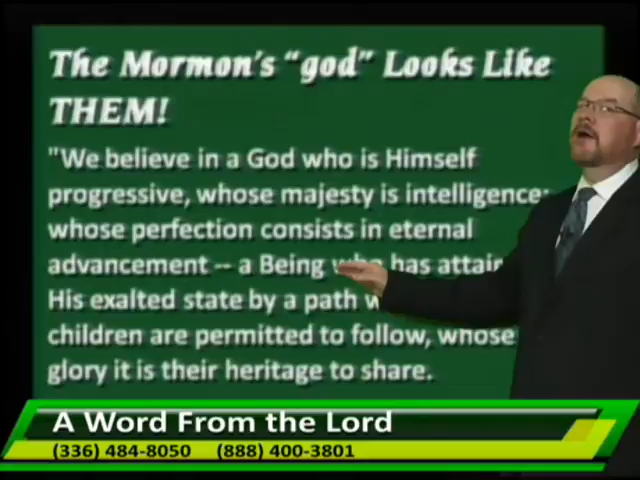 The Mormon's “god” Looks Like
THEM!
"We believe in a God who is Himself
progressive, whose majesty is intelligence;
whose perfection consists in eternal
advancement -- a Being who has
His exalted state by a path
children are permitted to follow, whose
glory it is their heritage to share.
A Word From the Lord
(336) 484-8050 (888) 400-3801